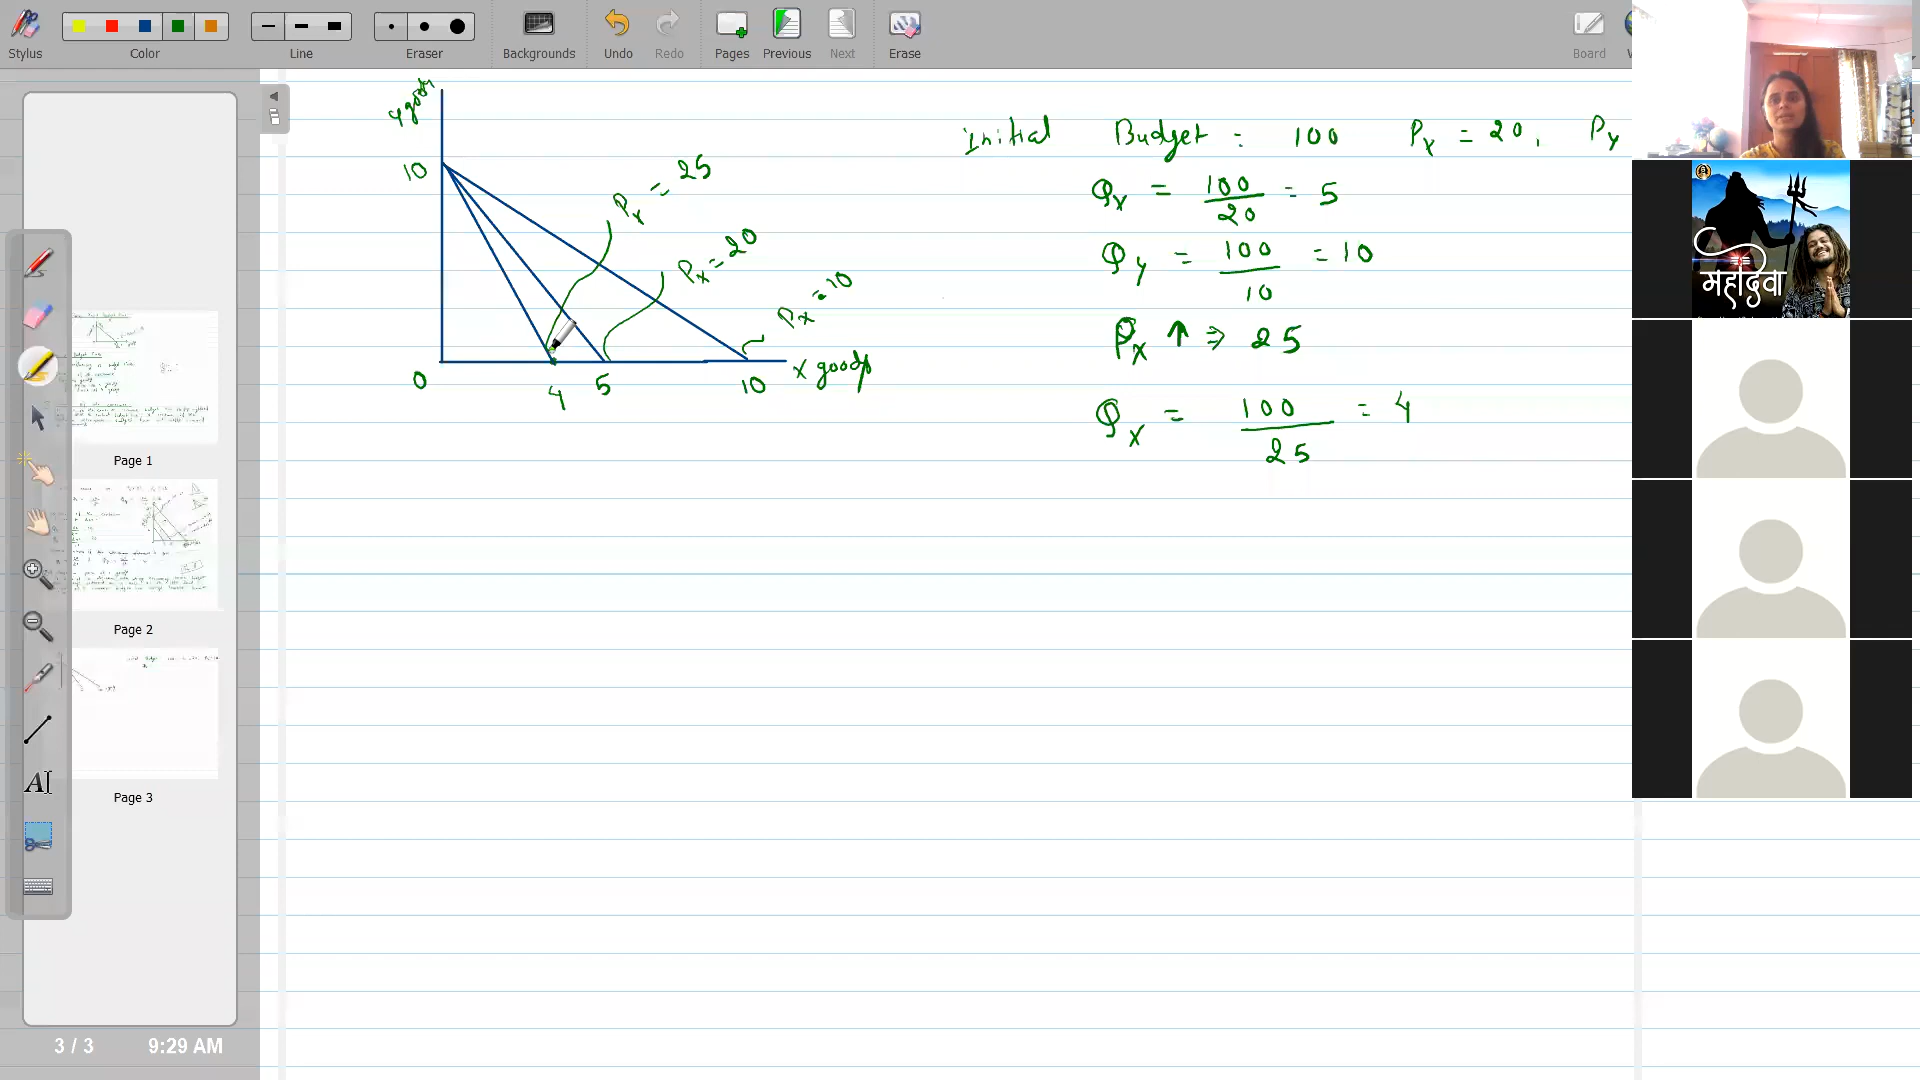 Stylus
Color
Line
Eraser
Backgrounds
Undo
Redo
Pages
Previous
Next
Erase
Board
Page 1
Page 2
Page 3
3 / 3
9:29 AM
Y goods
10
Px = 25
Px = 20
Px = 10
0
4
5
10
X goods
Initial Budget : 100 Px = 20, Py
Qx = 100/20 = 5
Qy = 100/10 = 10
Px ↑ ⇒ 25
Qx = 100/25 = 4
महादेवा